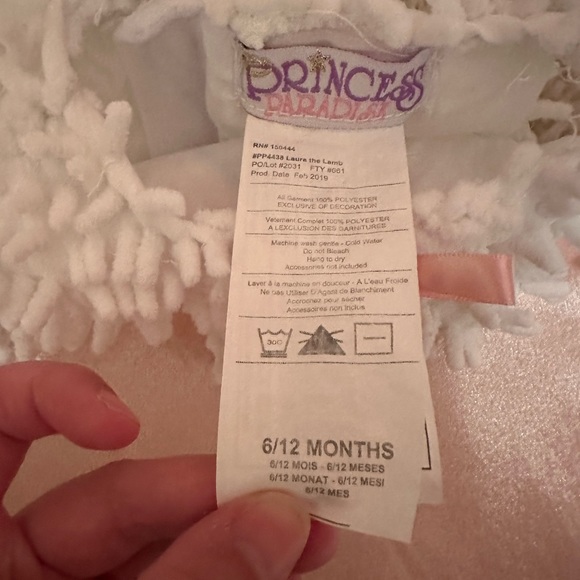 PRINCESS
PARADISE
RN# 150444
#PP4438 Laura the Lamb
PO/Lot #2031 FTY #001
Prod. Date Feb 2019
All Garment 100% POLYESTER
EXCLUSIVE OF DECORATION
Vetement Complet 100% POLYESTER
A LEXCLUSION DES GARNITURES
Machine wash gentle - Cold Water
Do not Bleach
Hang to dry
Accessories not included
Laver à la machine en douceur - A L'eau Froide
Ne pas Utiliser D'Agent de Blanchiment
Accrochez pour sécher
Accessoires non inclus
30C
6/12 MONTHS
6/12 MOIS - 6/12 MESES
6/12 MONAT - 6/12 MESI
6/12 MES